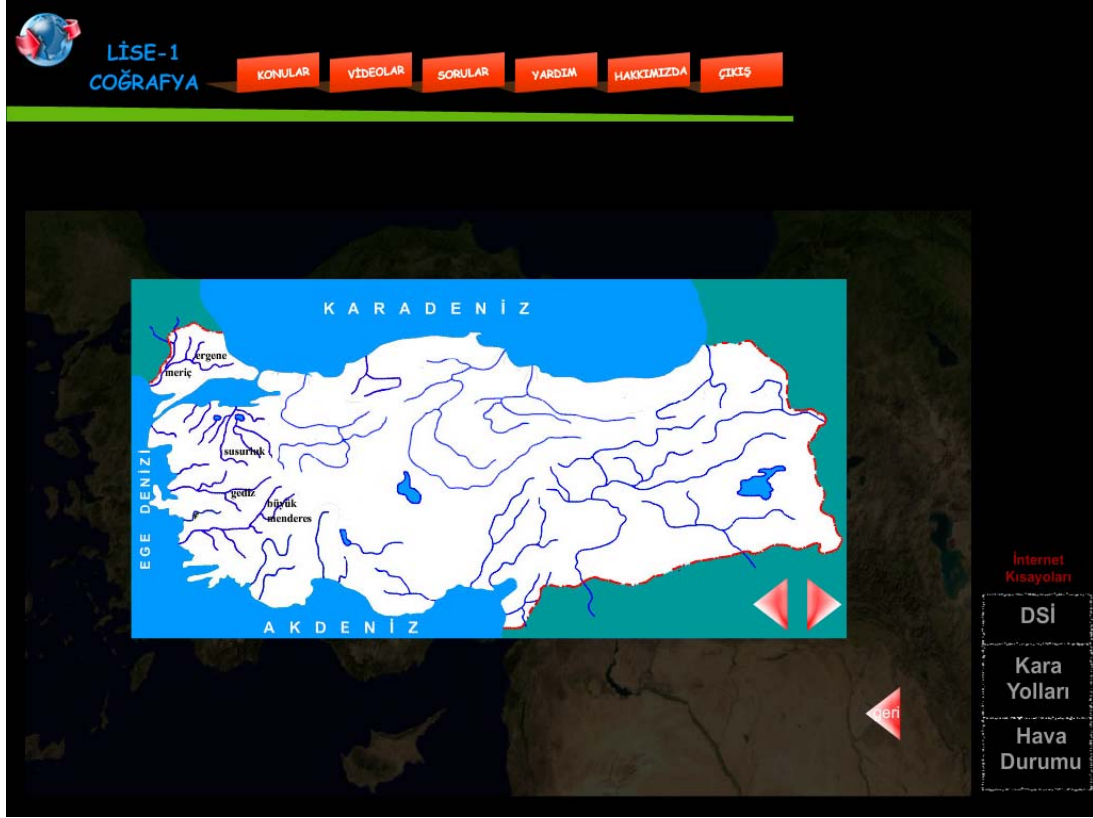 LİSE-1
COĞRAFYA
KONULAR
VİDEOLAR
SORULAR
YARDIM
HAKKIMIZDA
ÇIKIŞ
KARADENİZ
ergene
meriç
susurluk
gediz
büyük
menderes
EGE DENİZİ
AKDENİZ
geri
İnternet
Kısayoları
DSİ
Kara
Yolları
Hava
Durumu